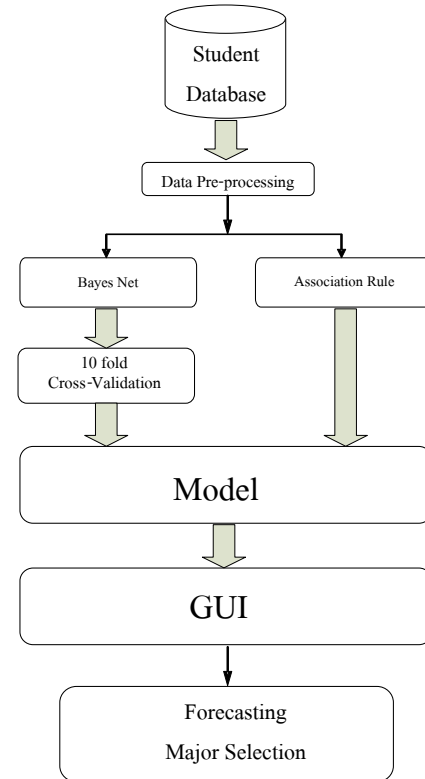 Student
Database
Data Pre-processing
Bayes Net
Association Rule
10 fold
Cross-Validation
Model
GUI
Forecasting
Major Selection